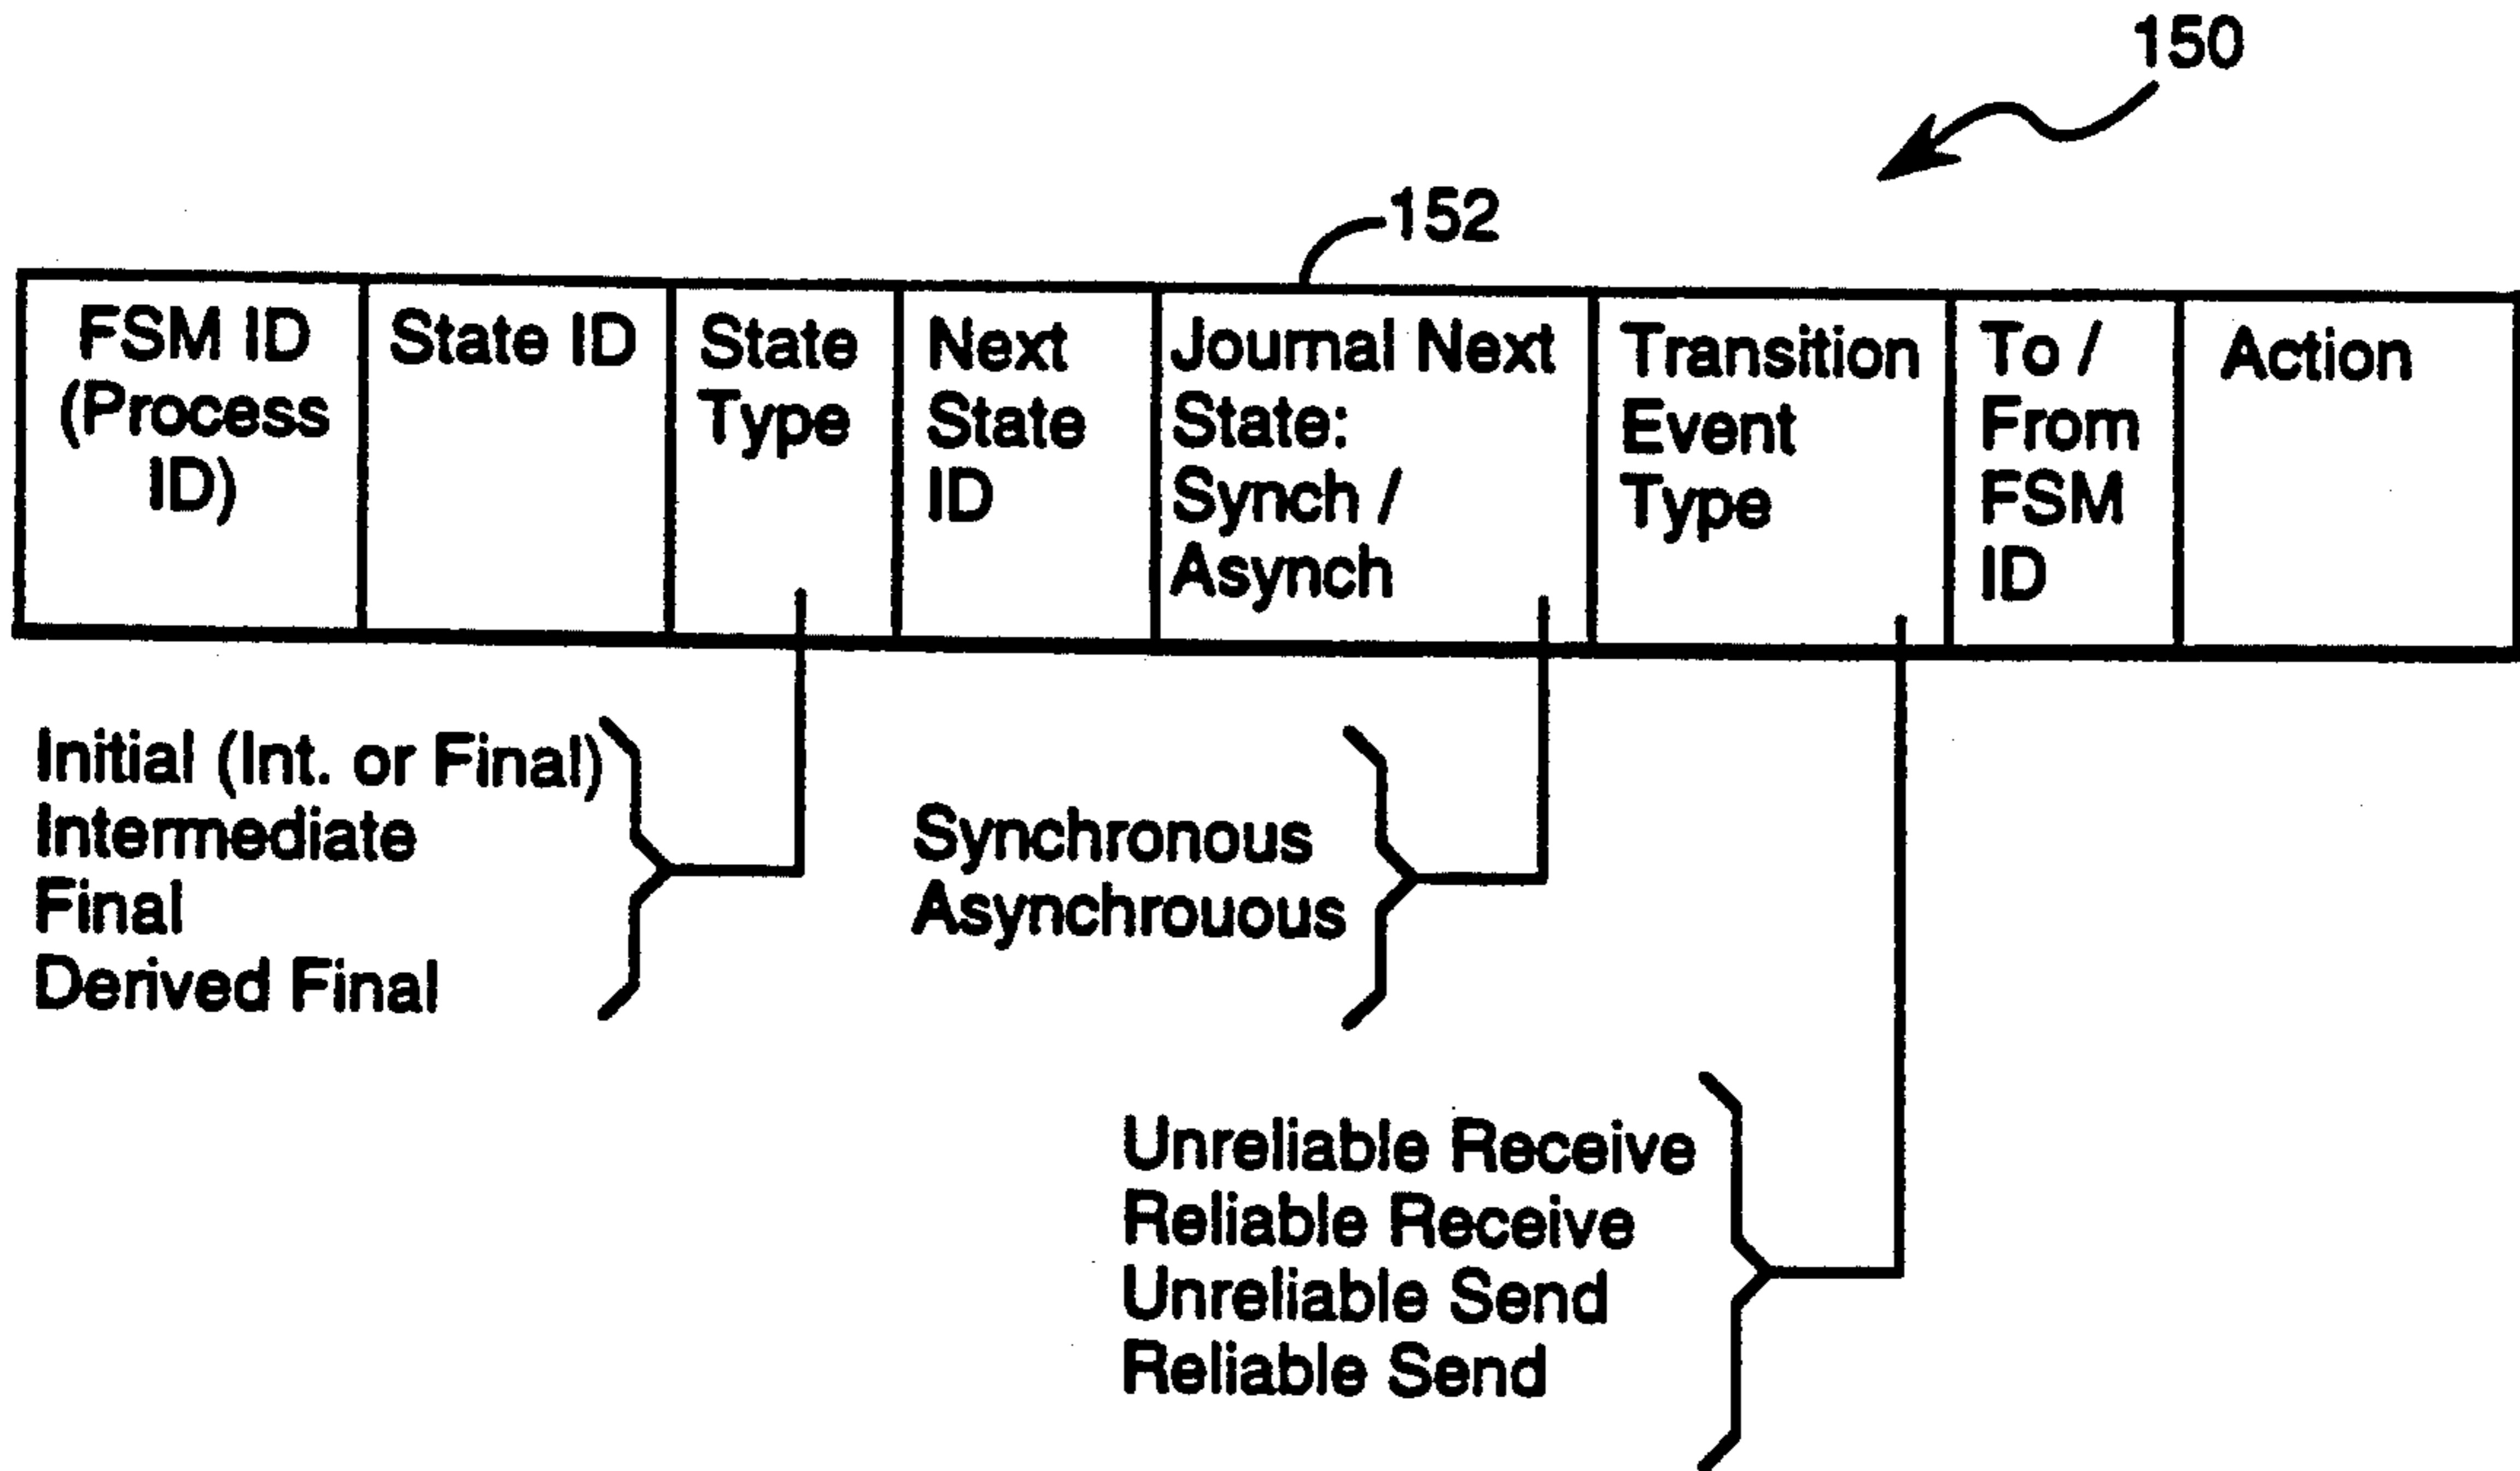 150
152
FSM ID
(Process
ID)
State ID
State
Type
Next
State
ID
Journal Next
State:
Synch /
Asynch
Transition
Event
Type
To /
From
FSM
ID
Action
Initial (Int. or Final)
Intermediate
Final
Derived Final
Synchronous
Asynchrouous
Unreliable Receive
Reliable Receive
Unreliable Send
Reliable Send